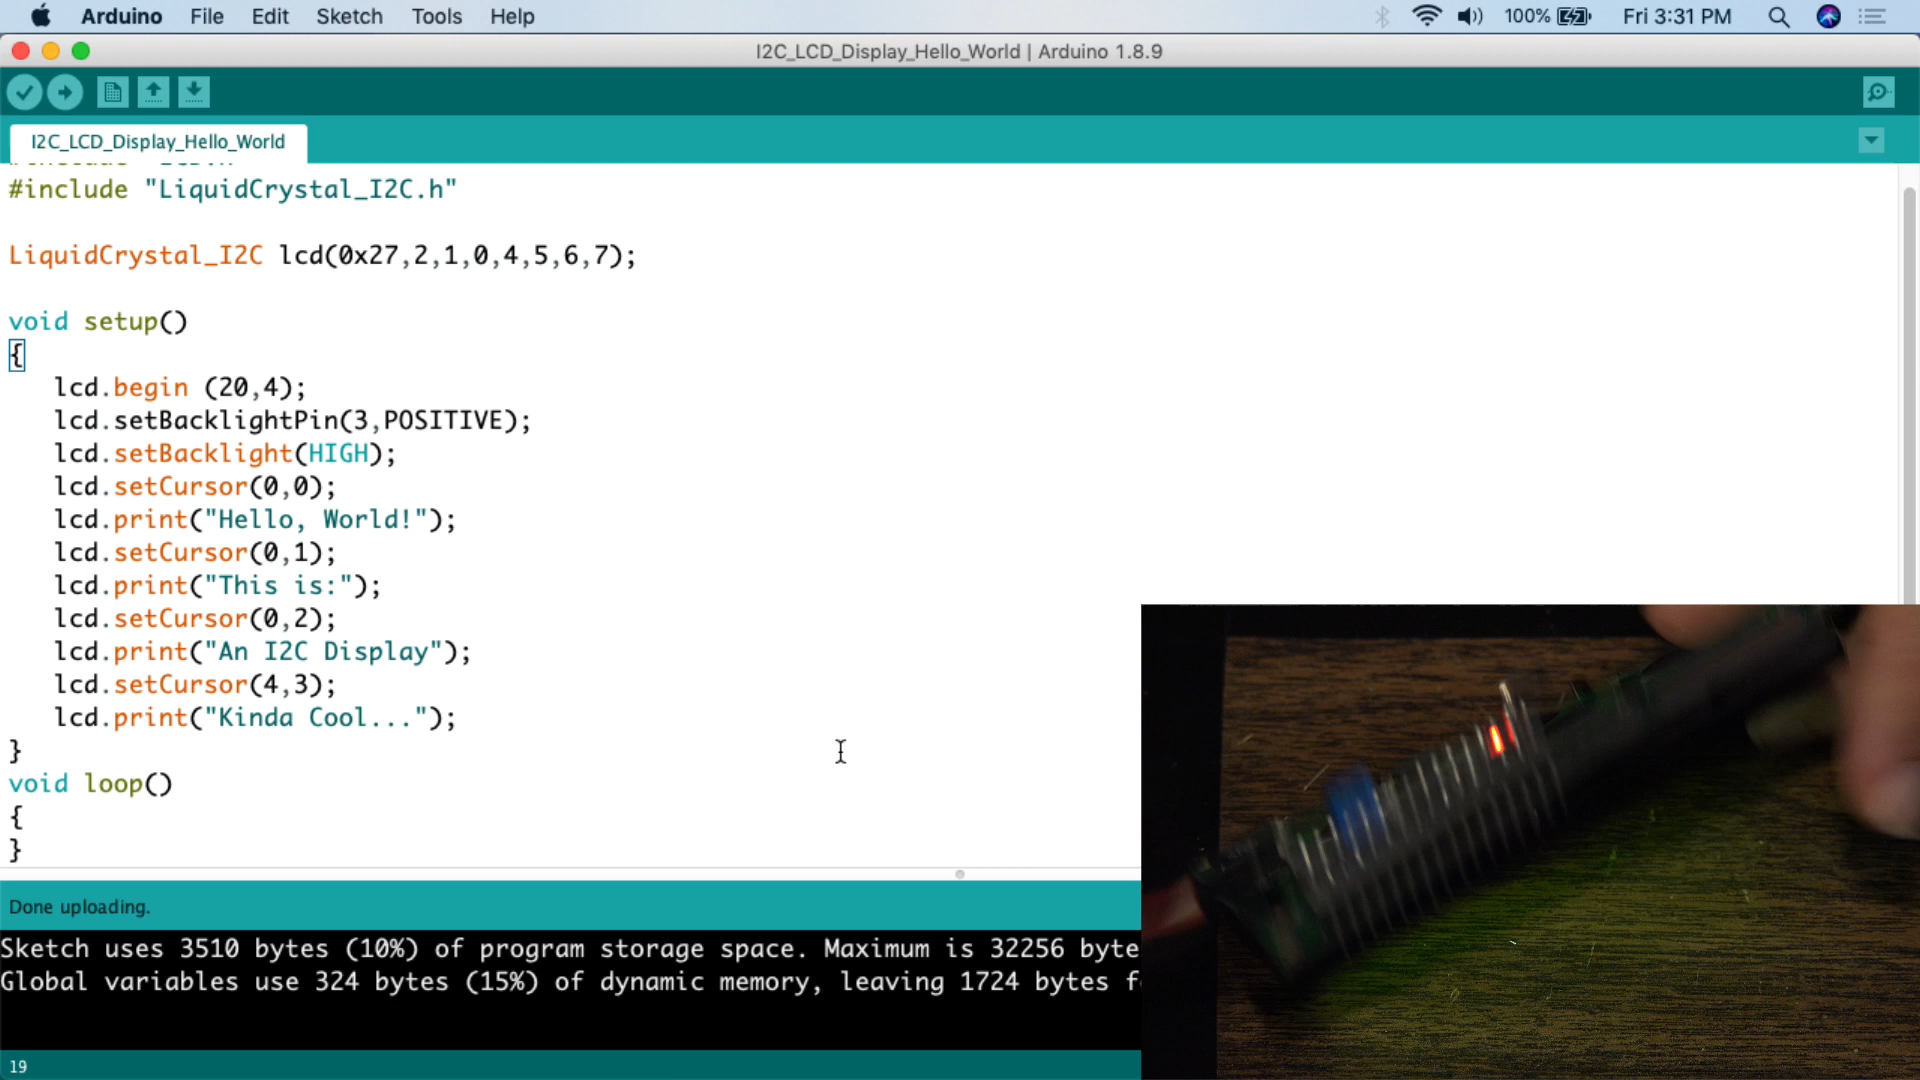 Arduino File Edit Sketch Tools Help 100% Fri 3:31 PM
I2C_LCD_Display_Hello_World | Arduino 1.8.9
I2C_LCD_Display_Hello_World
#include "LiquidCrystal_I2C.h"
LiquidCrystal_I2C lcd(0x27,2,1,0,4,5,6,7);
void setup()
{
lcd.begin (20,4);
lcd.setBacklightPin(3,POSITIVE);
lcd.setBacklight(HIGH);
lcd.setCursor(0,0);
lcd.print("Hello, World!");
lcd.setCursor(0,1);
lcd.print("This is:");
lcd.setCursor(0,2);
lcd.print("An I2C Display");
lcd.setCursor(4,3);
lcd.print("Kinda Cool...");
}
void loop()
{
}
Done uploading.
Sketch uses 3510 bytes (10%) of program storage space. Maximum is 32256 byte
Global variables use 324 bytes (15%) of dynamic memory, leaving 1724 bytes f
19